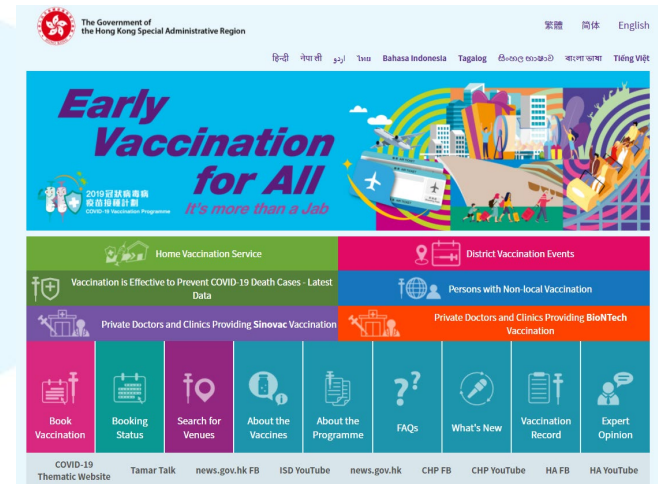 The Government of
the Hong Kong Special Administrative Region
繁體 简体 English
हिन्दी नेपाली اردو ไทย Bahasa Indonesia Tagalog සිංහල භාෂාව বাংলা ভাষা Tiếng Việt
Early
Vaccination
for All
It's more than a Jab
2019冠狀病毒病
疫苗接種計劃
COVID-19 Vaccination Programme
Home Vaccination Service
District Vaccination Events
Vaccination is Effective to Prevent COVID-19 Death Cases - Latest
Data
Persons with Non-local Vaccination
Private Doctors and Clinics Providing Sinovac Vaccination
Private Doctors and Clinics Providing BioNTech
Vaccination
Book
Vaccination
Booking
Status
Search for
Venues
About the
Vaccines
About the
Programme
FAQs
What's New
Vaccination
Record
Expert
Opinion
COVID-19
Thematic Website
Tamar Talk news.gov.hk FB ISD YouTube news.gov.hk CHP FB CHP YouTube HA FB HA YouTube